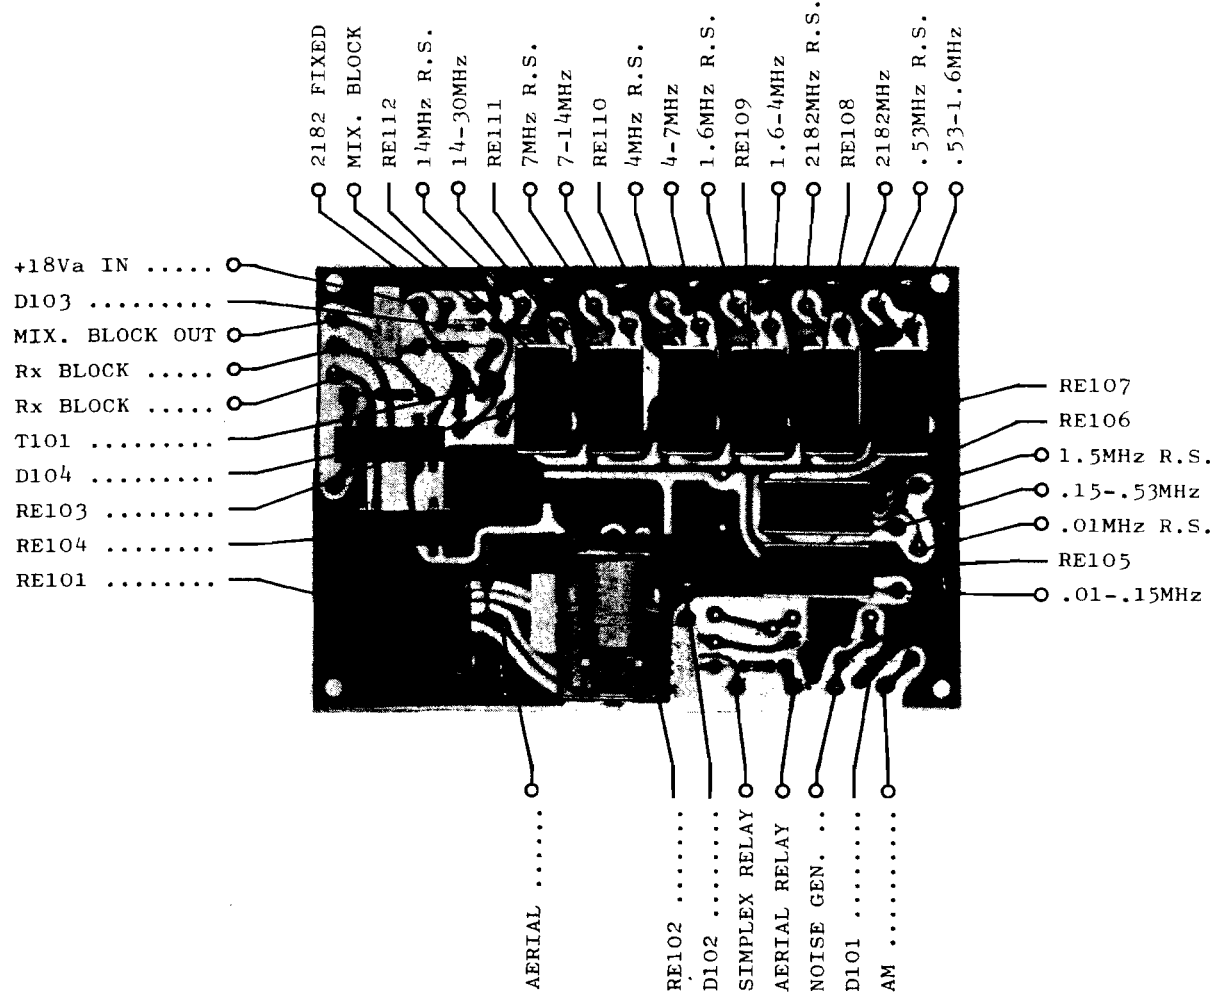 2182 FIXED
MIX. BLOCK
RE112
14MHz R.S.
14-30MHz
RE111
7MHz R.S.
7-14MHz
RE110
4MHz R.S.
4-7MHz
1.6MHz R.S.
RE109
1.6-4MHz
2182MHz R.S.
RE108
2182MHz
.53MHz R.S.
.53-1.6MHz
+18Va IN .....
D103 .........
MIX. BLOCK OUT
Rx BLOCK .....
Rx BLOCK .....
T101 .........
D104 .........
RE103 ........
RE104 ........
RE101 ........
RE107
RE106
1.5MHz R.S.
.15-.53MHz
.01MHz R.S.
RE105
.01-.15MHz
AERIAL ......
RE102 ........
D102 .........
SIMPLEX RELAY
AERIAL RELAY
NOISE GEN. ..
D101 .........
AM ...........